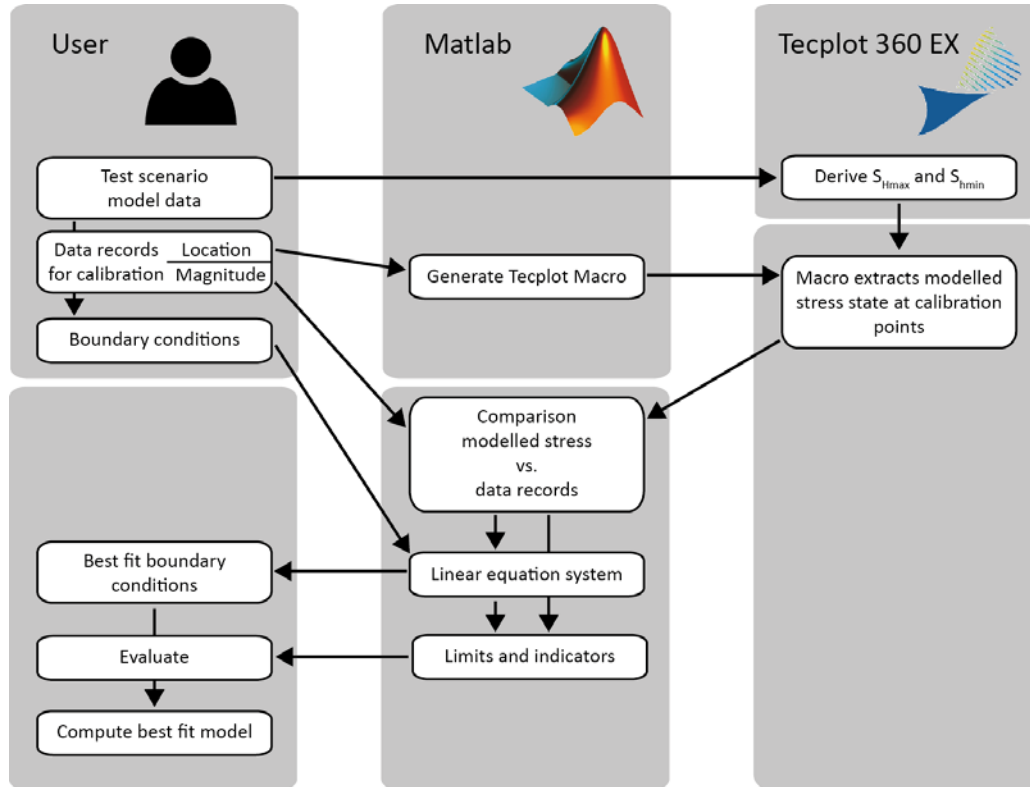 User
Matlab
Tecplot 360 EX
Test scenario
model data
Derive S_Hmax and S_hmin
Data records
for calibration
Location
Magnitude
Generate Tecplot Macro
Macro extracts modelled
stress state at calibration
points
Boundary conditions
Comparison
modelled stress
vs.
data records
Best fit boundary
conditions
Linear equation system
Evaluate
Limits and indicators
Compute best fit model